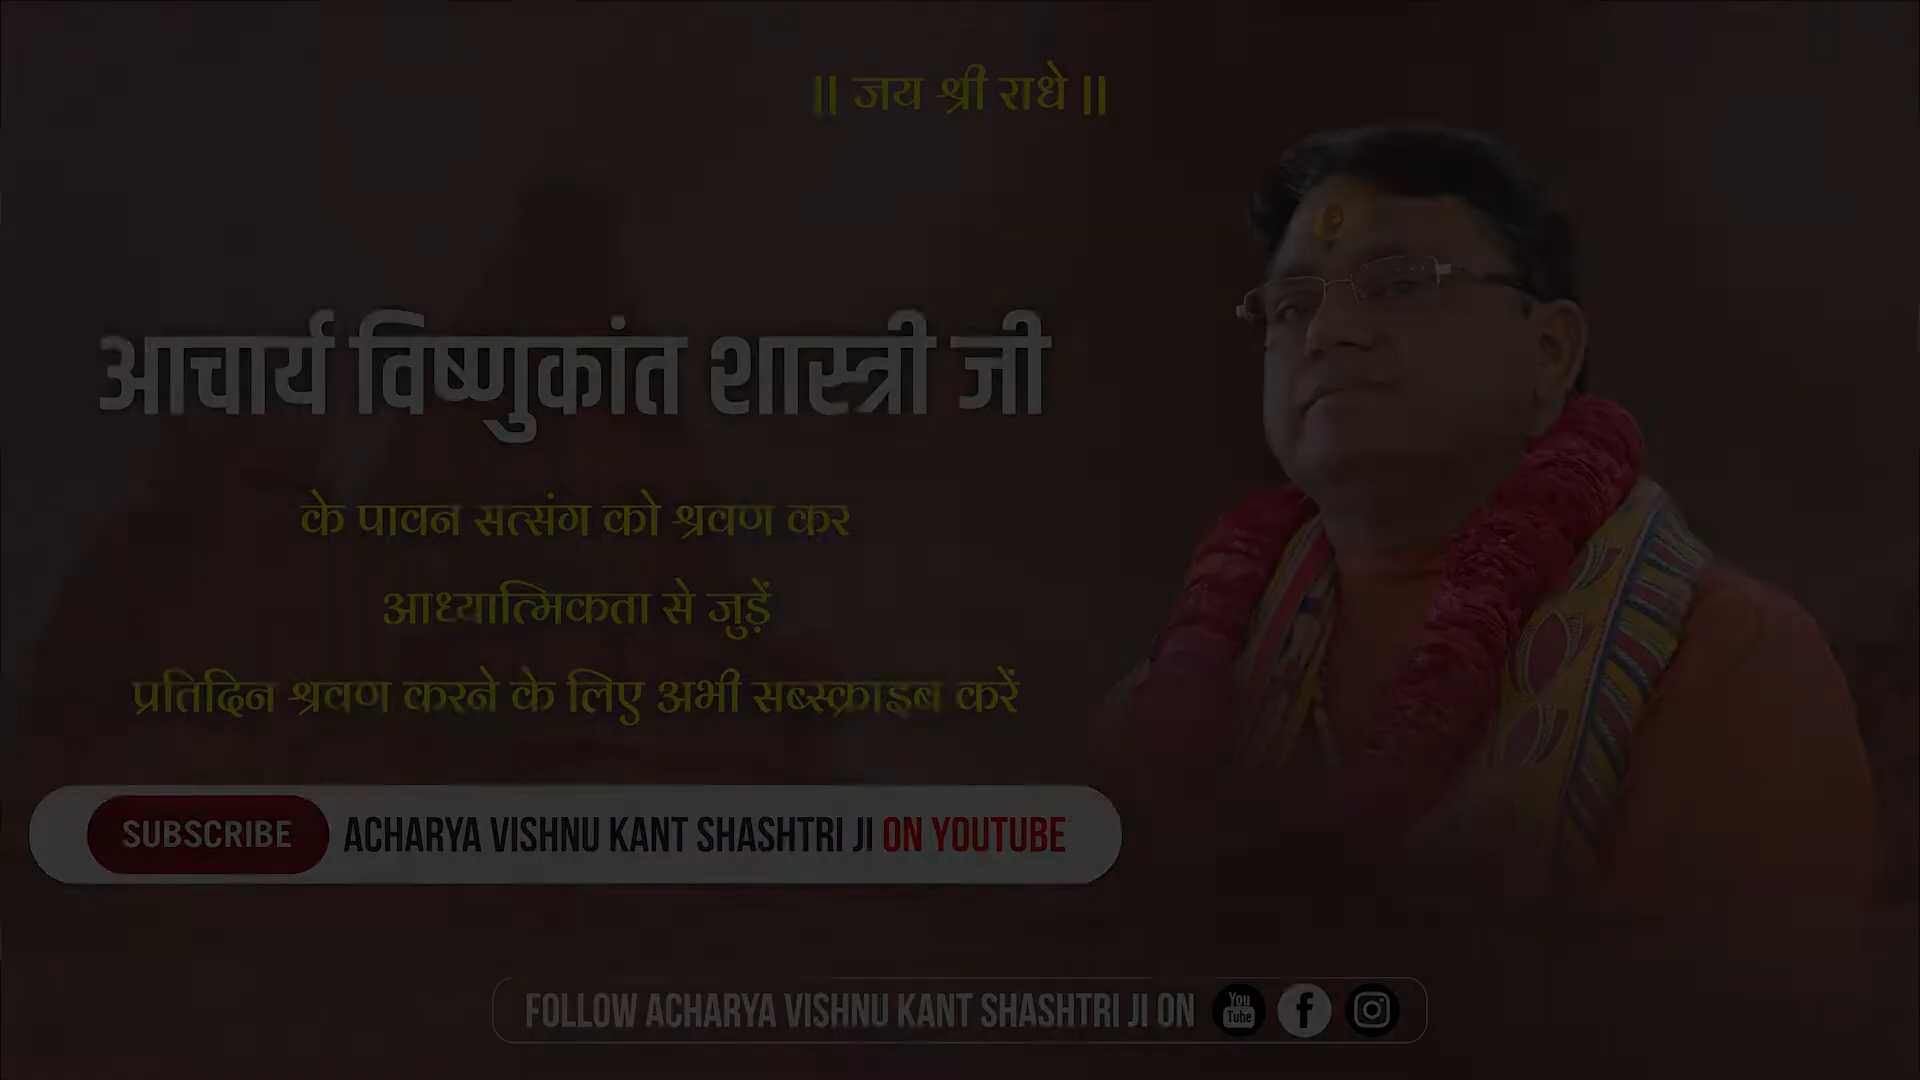 || जय श्री राधे ||
आचार्य विष्णुकांत शास्त्री जी
के पावन सत्संग को श्रवण कर
आध्यात्मिकता से जुड़ें
प्रतिदिन श्रवण करने के लिए अभी सब्स्क्राइब करें
SUBSCRIBE ACHARYA VISHNU KANT SHASHTRI JI ON YOUTUBE
FOLLOW ACHARYA VISHNU KANT SHASHTRI JI ON You Tube